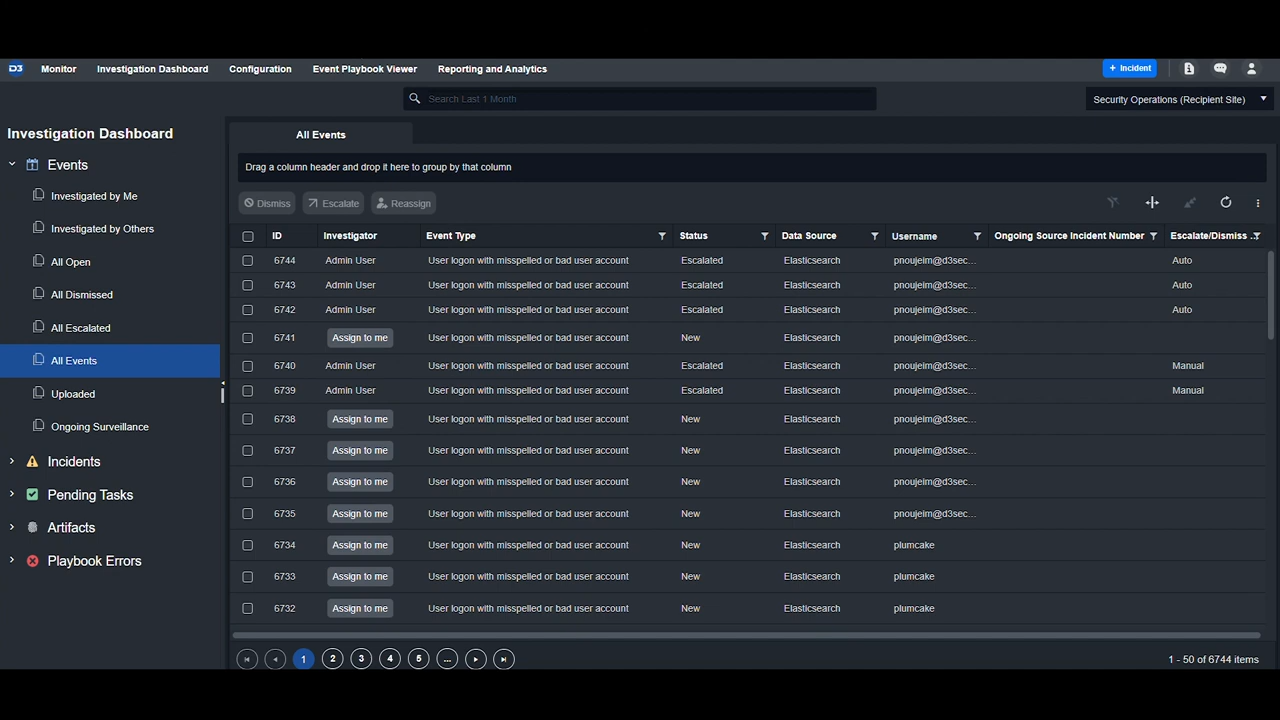 D3 Monitor Investigation Dashboard Configuration Event Playbook Viewer Reporting and Analytics + Incident
Search Last 1 Month Security Operations (Recipient Site)
Investigation Dashboard
Events
Investigated by Me
Investigated by Others
All Open
All Dismissed
All Escalated
All Events
Uploaded
Ongoing Surveillance
Incidents
Pending Tasks
Artifacts
Playbook Errors
All Events
Drag a column header and drop it here to group by that column
Dismiss Escalate Reassign
ID Investigator Event Type Status Data Source Username Ongoing Source Incident Number Escalate/Dismiss ..
6744 Admin User User logon with misspelled or bad user account Escalated Elasticsearch pnoujeim@d3sec... Auto
6743 Admin User User logon with misspelled or bad user account Escalated Elasticsearch pnoujeim@d3sec... Auto
6742 Admin User User logon with misspelled or bad user account Escalated Elasticsearch pnoujeim@d3sec... Auto
6741 Assign to me User logon with misspelled or bad user account New Elasticsearch pnoujeim@d3sec...
6740 Admin User User logon with misspelled or bad user account Escalated Elasticsearch pnoujeim@d3sec... Manual
6739 Admin User User logon with misspelled or bad user account Escalated Elasticsearch pnoujeim@d3sec... Manual
6738 Assign to me User logon with misspelled or bad user account New Elasticsearch pnoujeim@d3sec...
6737 Assign to me User logon with misspelled or bad user account New Elasticsearch pnoujeim@d3sec...
6736 Assign to me User logon with misspelled or bad user account New Elasticsearch pnoujeim@d3sec...
6735 Assign to me User logon with misspelled or bad user account New Elasticsearch pnoujeim@d3sec...
6734 Assign to me User logon with misspelled or bad user account New Elasticsearch plumcake
6733 Assign to me User logon with misspelled or bad user account New Elasticsearch plumcake
6732 Assign to me User logon with misspelled or bad user account New Elasticsearch plumcake
1 2 3 4 5 ... 1 - 50 of 6744 items